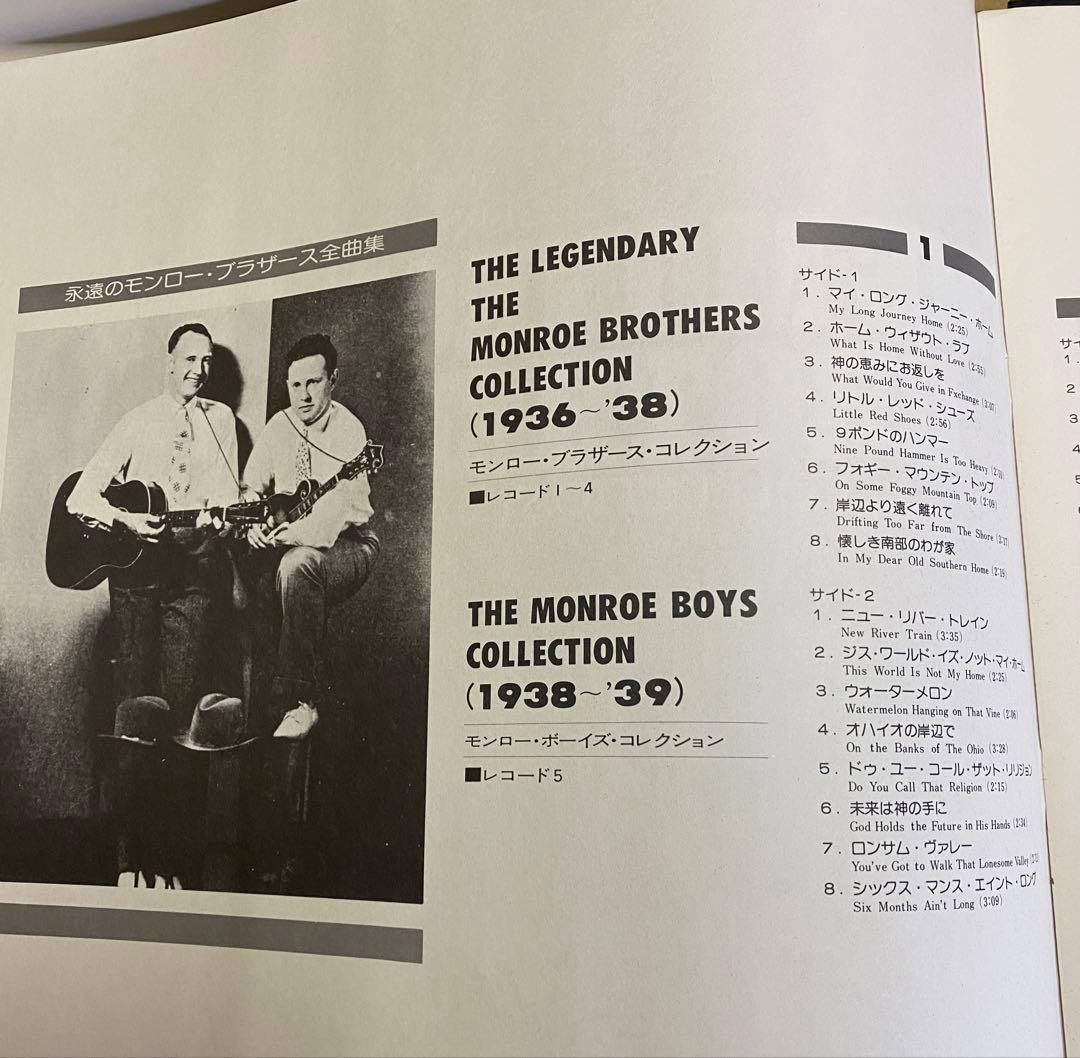 永遠のモンロー・ブラザース全曲集
THE LEGENDARY
THE
MONROE BROTHERS
COLLECTION
(1936〜'38)
モンロー・ブラザース・コレクション
■レコード1〜4
THE MONROE BOYS
COLLECTION
(1938〜'39)
モンロー・ボーイズ・コレクション
■レコード5
1
サイド-1
1. マイ・ロング・ジャーニー・ホーム
My Long Journey Home (2:25)
2. ホーム・ウィザウト・ラブ
What Is Home Without Love (2:55)
3. 神の恵みにお返しを
What Would You Give in Fxchange (3:07)
4. リトル・レッド・シューズ
Little Red Shoes (2:56)
5. 9ポンドのハンマー
Nine Pound Hammer Is Too Heavy
6. フォギー・マウンテン・トップ
On Some Foggy Mountain Top (2:09)
7. 岸辺より遠く離れて
Drifting Too Far from The Shore (3:17)
8. 懐しき南部のわが家
In My Dear Old Southern Home (2:19)
サイド-2
1. ニュー・リバー・トレイン
New River Train (3:35)
2. ジス・ワールド・イズ・ノット・マイ・ホーム
This World Is Not My Home (2:25)
3. ウォーターメロン
Watermelon Hanging on That Vine (2:06)
4. オハイオの岸辺で
On the Banks of The Ohio (3:28)
5. ドゥ・ユー・コール・ザット・リリジョン
Do You Call That Religion (2:15)
6. 未来は神の手に
God Holds the Future in His Hands (2:34)
7. ロンサム・ヴァレー
You've Got to Walk That Lonesome Valley
8. シックス・マンス・エイント・ロング
Six Months Ain't Long (3:09)
サイ
1.
2
3
4
5